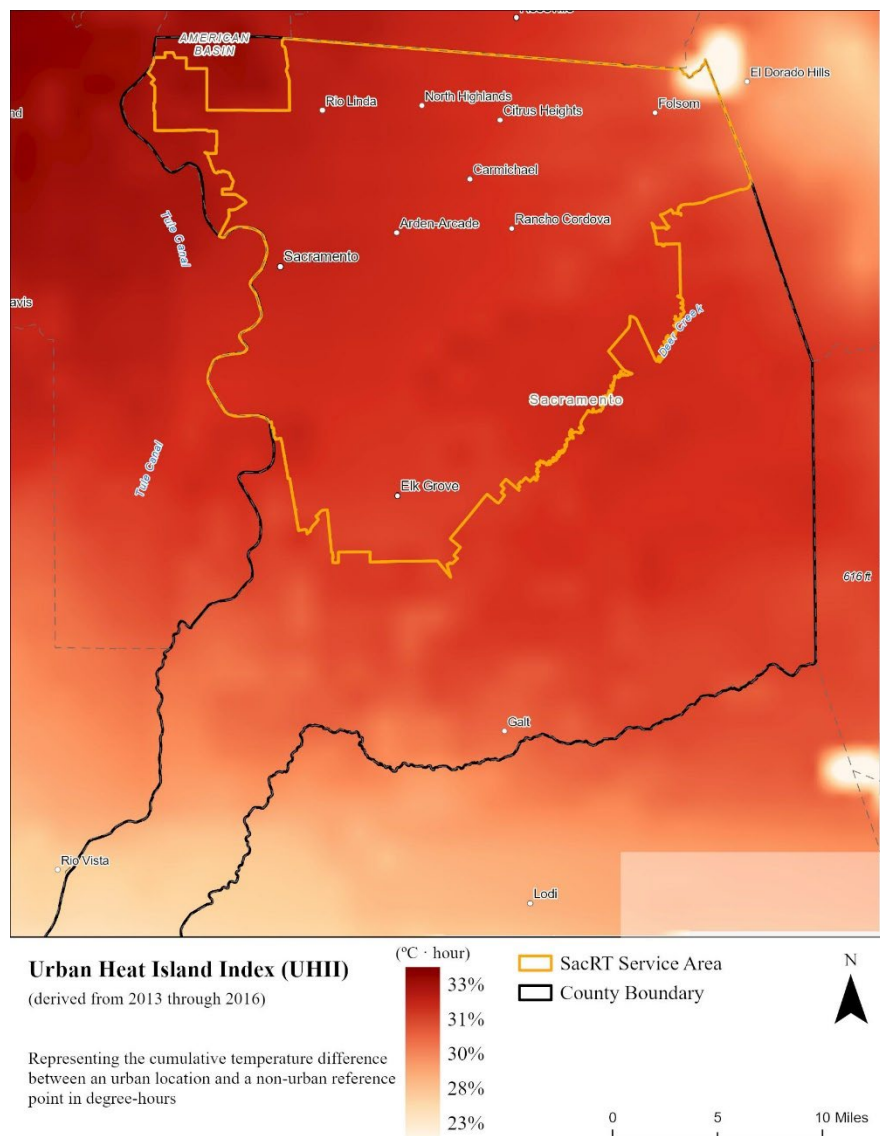 AMERICAN
BASIN
El Dorado Hills
nd
Rio Linda
North Highlands
Citrus Heights
Folsom
Carmichael
Tule Canal
Arden-Arcade
Rancho Cordova
Sacramento
avis
Deer Creek
Sacramento
Tule Canal
Elk Grove
616 ft
Galt
Rio Vista
Lodi
Urban Heat Island Index (UHII)
(derived from 2013 through 2016)
Representing the cumulative temperature difference
between an urban location and a non-urban reference
point in degree-hours
(ºC · hour)
33%
31%
30%
28%
23%
SacRT Service Area
County Boundary
N
0 5 10 Miles